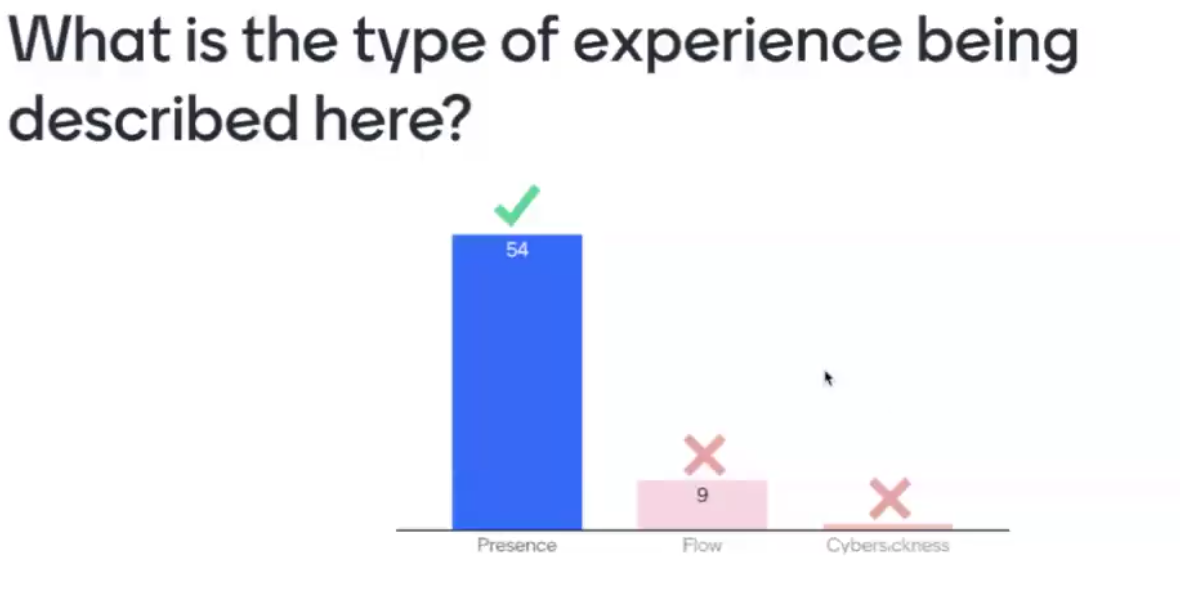 What is the type of experience being
described here?
54
9
Presence
Flow
Cybersickness